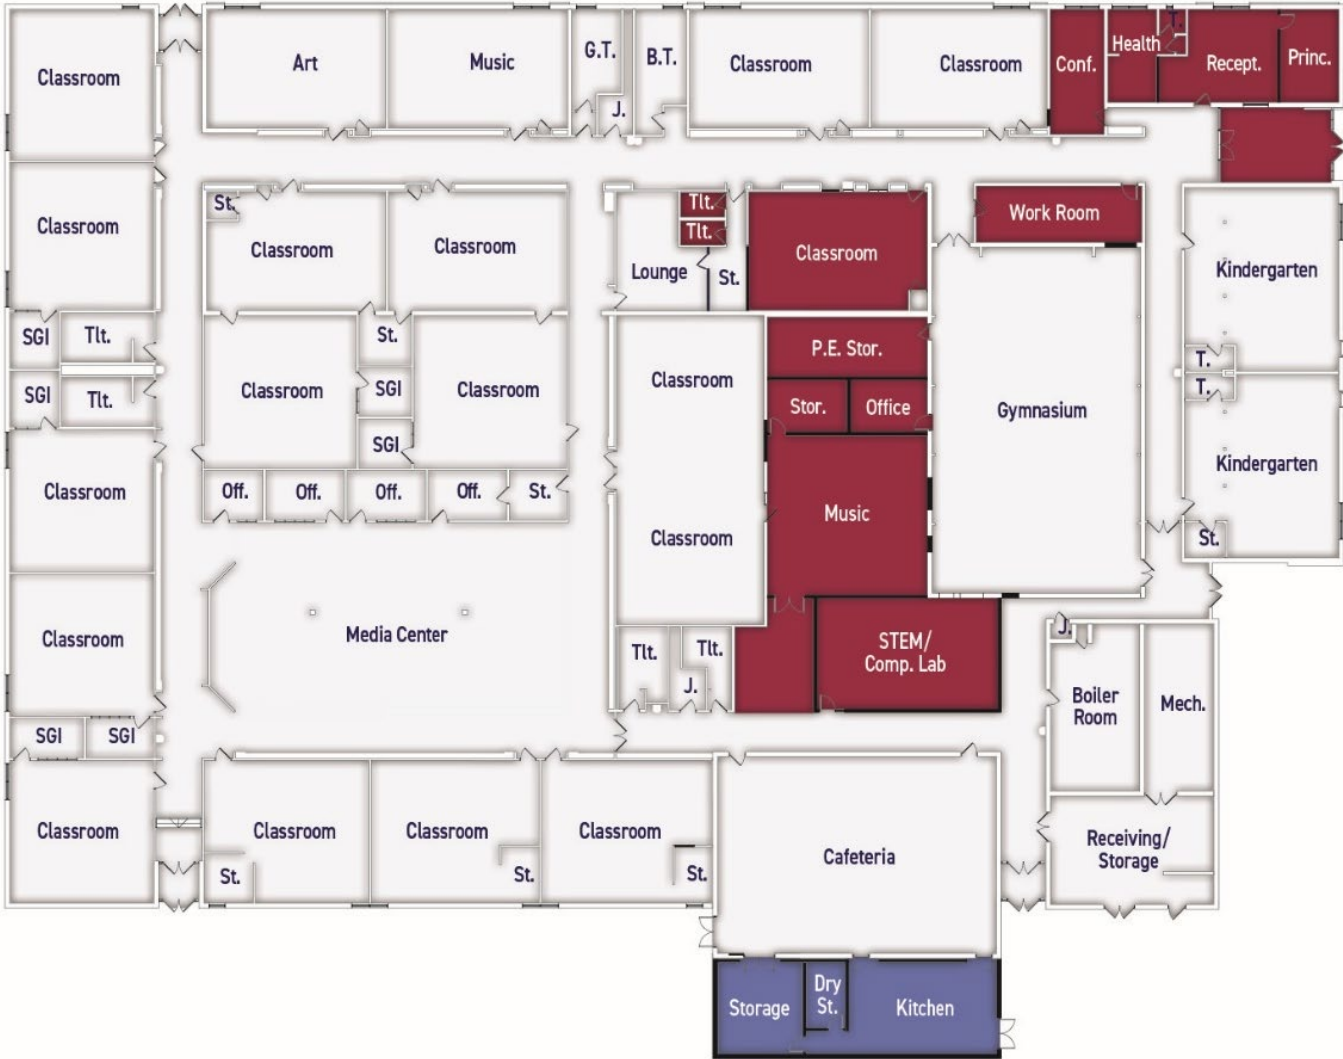 Classroom
Art
Music
G.T.
J.
B.T.
Classroom
Classroom
Conf.
Health
T.
Recept.
Princ.
Classroom
St.
Classroom
Classroom
Lounge
Tlt.
Tlt.
St.
Classroom
Work Room
Kindergarten
SGI
Tlt.
SGI
Tlt.
Classroom
St.
SGI
SGI
Classroom
Classroom
P.E. Stor.
Stor.
Office
Gymnasium
T.
T.
Kindergarten
Classroom
Off.
Off.
Off.
Off.
St.
Classroom
Music
St.
Classroom
Media Center
Tlt.
Tlt.
J.
STEM/
Comp. Lab
J.
Boiler
Room
Mech.
SGI
SGI
Classroom
Classroom
St.
Classroom
St.
Classroom
St.
Cafeteria
Receiving/
Storage
Storage
Dry
St.
Kitchen